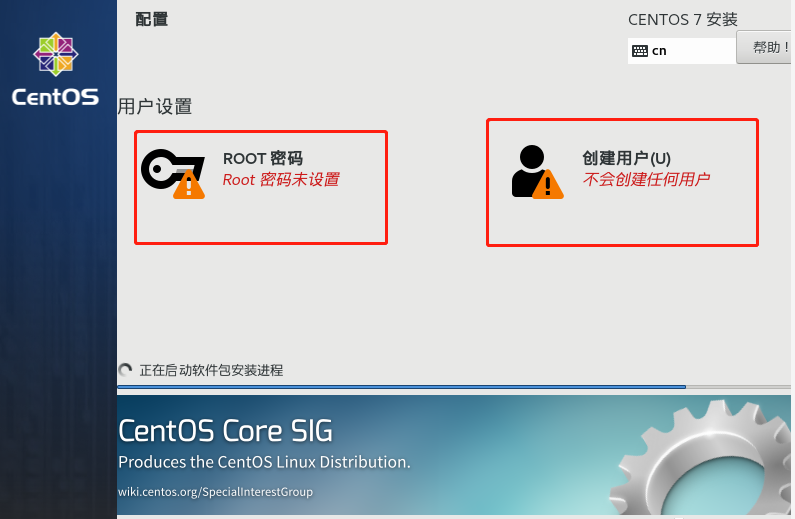 配置
CENTOS 7 安装
cn
帮助!
CentOS
用户设置
ROOT 密码
Root 密码未设置
创建用户(U)
不会创建任何用户
正在启动软件包安装进程
CentOS Core SIG
Produces the CentOS Linux Distribution.
wiki.centos.org/SpecialInterestGroup